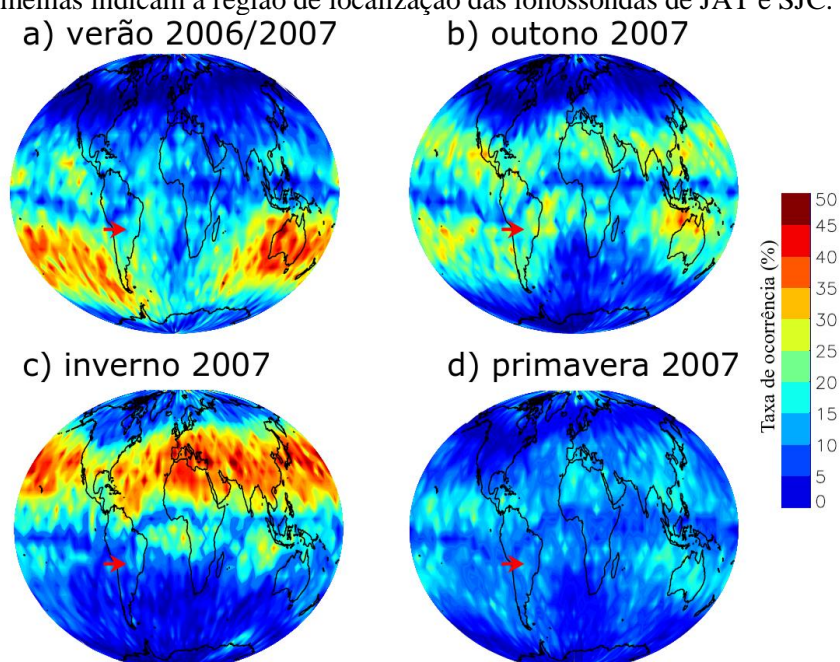 melhas indicam a região de localização das ionossondas de JAT e SJC.
a) verão 2006/2007
b) outono 2007
c) inverno 2007
d) primavera 2007
Taxa de ocorrência (%)
50
45
40
35
30
25
20
15
10
5
0